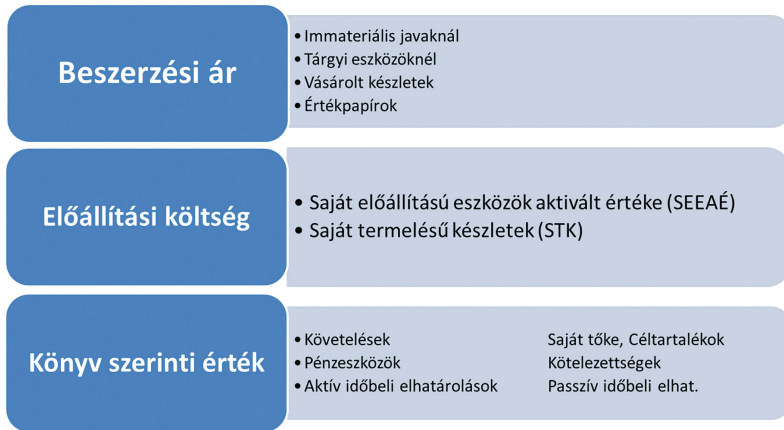 Beszerzési ár
• Immateriális javaknál
• Tárgyi eszközöknél
• Vásárolt készletek
• Értékpapírok
Előállítási költség
• Saját előállítású eszközök aktivált értéke (SEEAÉ)
• Saját termelésű készletek (STK)
Könyv szerinti érték
• Követelések Saját tőke, Céltartalékok
• Pénzeszközök Kötelezettségek
• Aktív időbeli elhatárolások Passzív időbeli elhat.